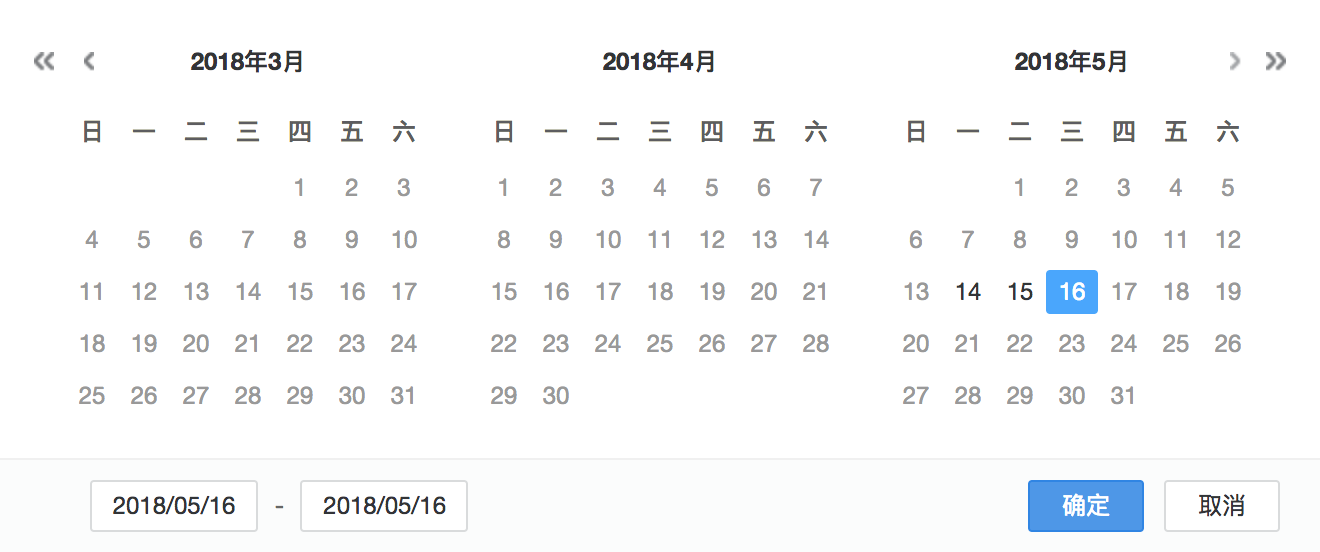 2018年3月 2018年4月 2018年5月
日 一 二 三 四 五 六 日 一 二 三 四 五 六 日 一 二 三 四 五 六
1 2 3 1 2 3 4 5 6 7 1 2 3 4 5
4 5 6 7 8 9 10 8 9 10 11 12 13 14 6 7 8 9 10 11 12
11 12 13 14 15 16 17 15 16 17 18 19 20 21 13 14 15 16 17 18 19
18 19 20 21 22 23 24 22 23 24 25 26 27 28 20 21 22 23 24 25 26
25 26 27 28 29 30 31 29 30 27 28 29 30 31
2018/05/16 - 2018/05/16 确定 取消